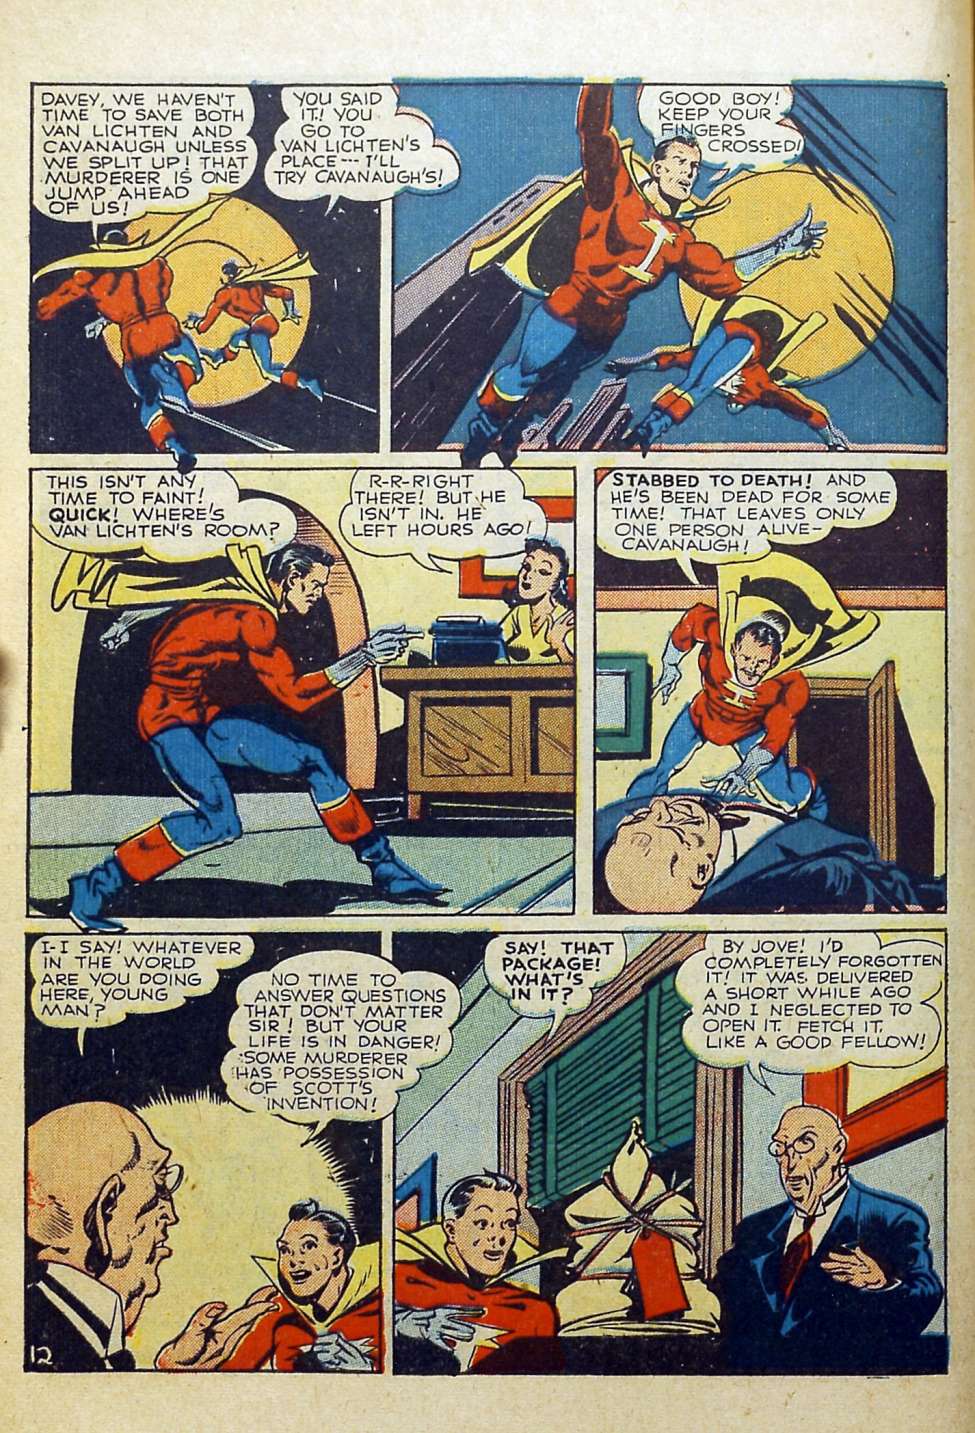 DAVEY, WE HAVEN'T
TIME TO SAVE BOTH
VAN LICHTEN AND
CAVANAUGH UNLESS
WE SPLIT UP! THAT
MURDERER IS ONE
JUMP AHEAD
OF US!
YOU SAID
IT! YOU
GO TO
VAN LICHTEN'S
PLACE--- I'LL
TRY CAVANAUGH'S!
GOOD BOY!
KEEP YOUR
FINGERS
CROSSED!
I
THIS ISN'T ANY
TIME TO FAINT!
QUICK! WHERE'S
VAN LICHTEN'S ROOM?
R-R-RIGHT
THERE! BUT HE
ISN'T IN. HE
LEFT HOURS AGO!
STABBED TO DEATH! AND
HE'S BEEN DEAD FOR SOME
TIME! THAT LEAVES ONLY
ONE PERSON ALIVE-
CAVANAUGH!
I
I-I SAY! WHATEVER
IN THE WORLD
ARE YOU DOING
HERE, YOUNG
MAN?
NO TIME TO
ANSWER QUESTIONS
THAT DON'T MATTER
SIR! BUT YOUR
LIFE IS IN DANGER!
SOME MURDERER
HAS POSSESSION
OF SCOTT'S
INVENTION!
SAY! THAT
PACKAGE!
WHAT'S
IN IT?
BY JOVE! I'D
COMPLETELY FORGOTTEN
IT! IT WAS DELIVERED
A SHORT WHILE AGO
AND I NEGLECTED TO
OPEN IT. FETCH IT
LIKE A GOOD FELLOW!
12